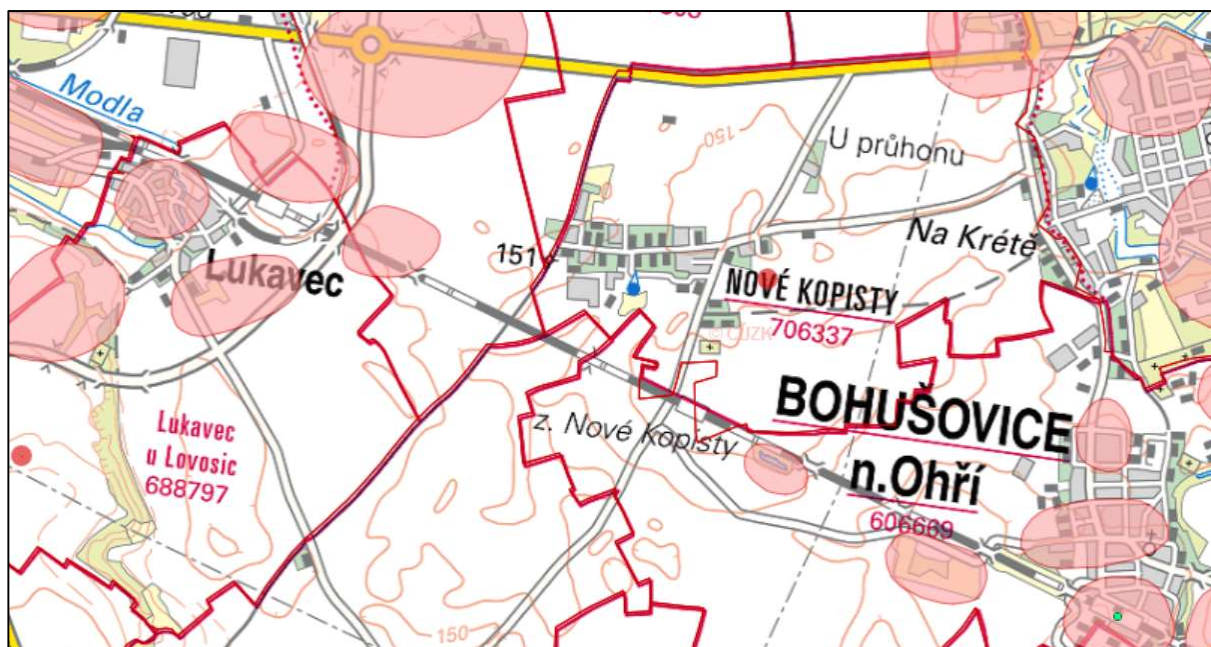 Modla
150
U průhonu
Na Krétě
151
Lukavec
NOVÉ KOPISTY
706337
© ČÚZK
BOHUŠOVICE
n.Ohří
606669
z. Nové Kopisty
Lukavec
u Lovosic
688797
150